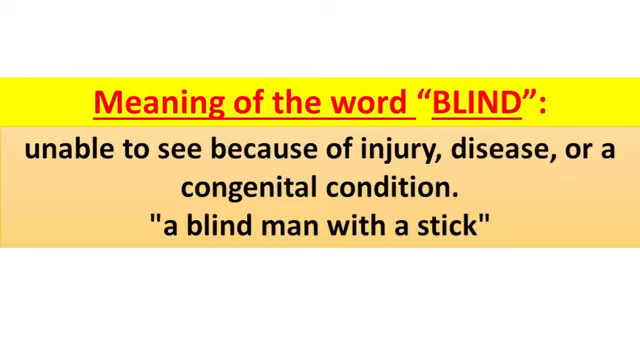 Meaning of the word “BLIND”:
unable to see because of injury, disease, or a
congenital condition.
"a blind man with a stick"